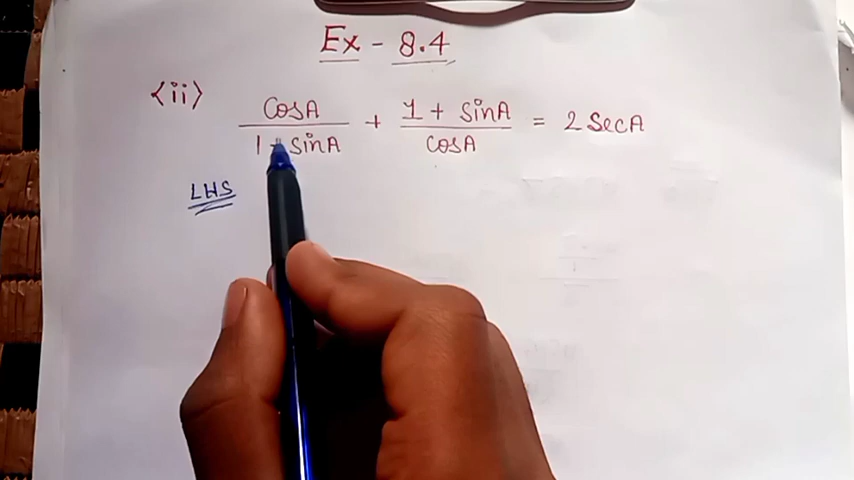 Ex - 8.4
<ii> cosA / 1 + sinA + 1 + sinA / cosA = 2 SecA
LHS